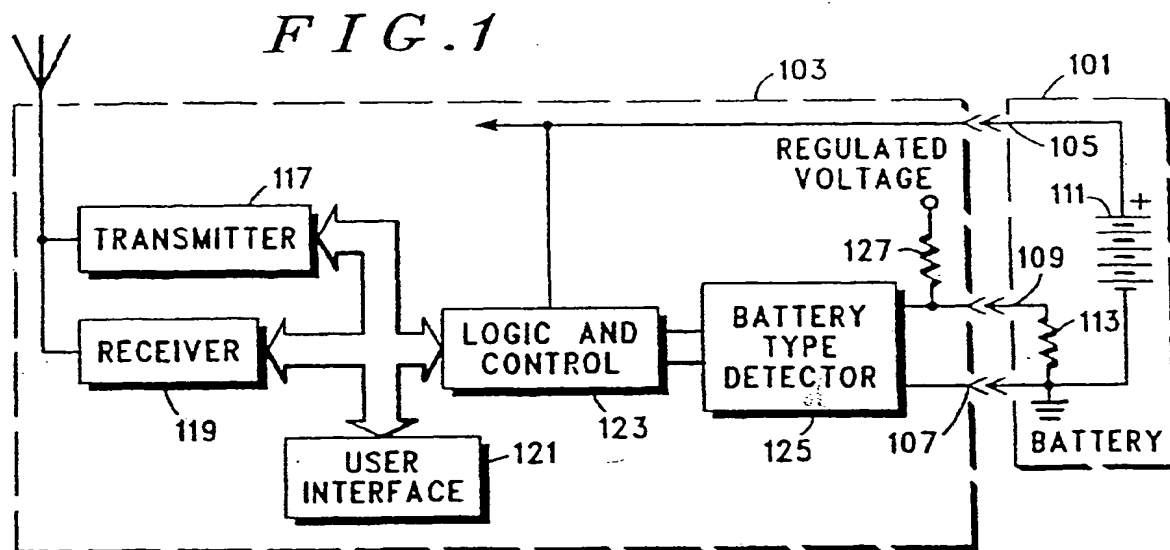 FIG.1
103
101
105
REGULATED
VOLTAGE
111
+
117
TRANSMITTER
127
109
113
RECEIVER
LOGIC AND
CONTROL
BATTERY
TYPE
DETECTOR
119
123
125
107
BATTERY
USER
INTERFACE
121